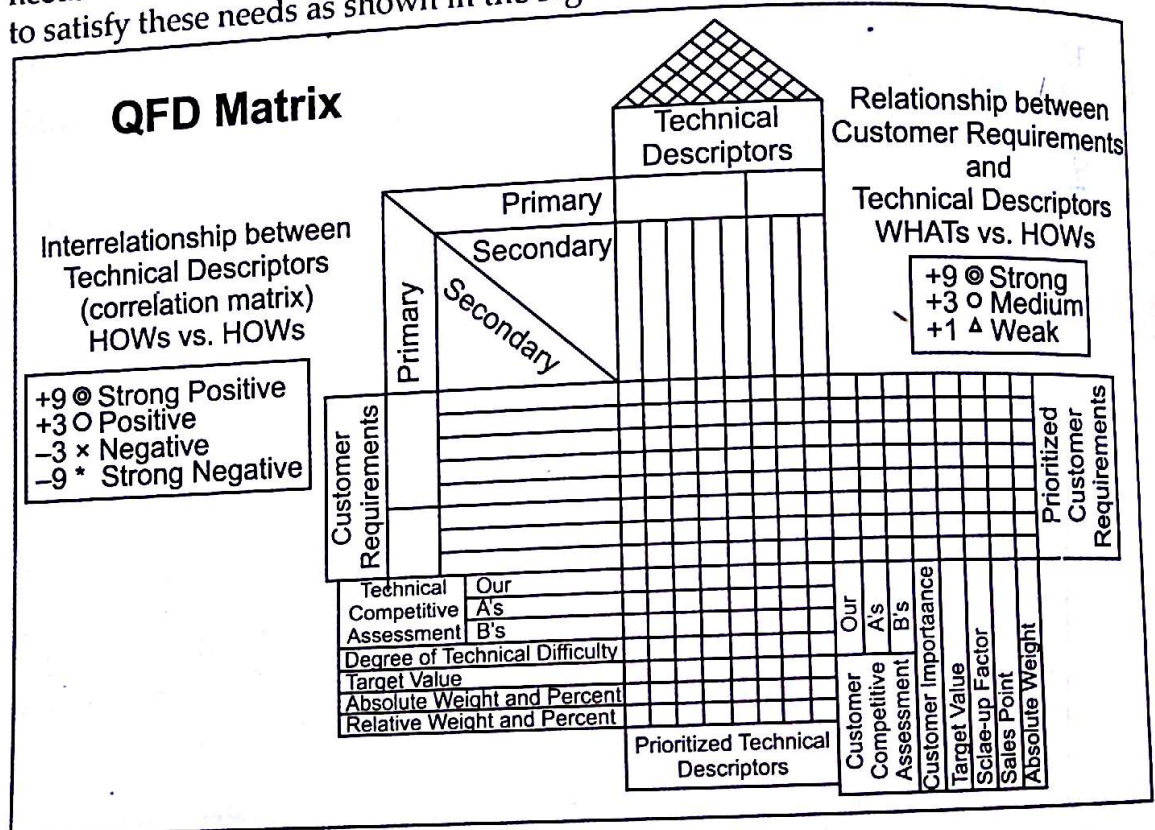 to satisfy these needs as shown in the
QFD Matrix
Technical
Descriptors
Relationship between
Customer Requirements
and
Technical Descriptors
WHATs vs. HOWs
+9 ◎ Strong
+3 ○ Medium
+1 △ Weak
Interrelationship between
Technical Descriptors
(correlation matrix)
HOWs vs. HOWs
+9 ◎ Strong Positive
+3 ○ Positive
−3 × Negative
−9 * Strong Negative
Primary
Secondary
Primary
Secondary
Customer
Requirements
Prioritized
Customer
Requirements
Technical
Competitive
Assessment
Our
A's
B's
Degree of Technical Difficulty
Target Value
Absolute Weight and Percent
Relative Weight and Percent
Prioritized Technical
Descriptors
Our
A's
B's
Customer
Competitive
Assessment
Customer Importaance
Target Value
Sclae-up Factor
Sales Point
Absolute Weight